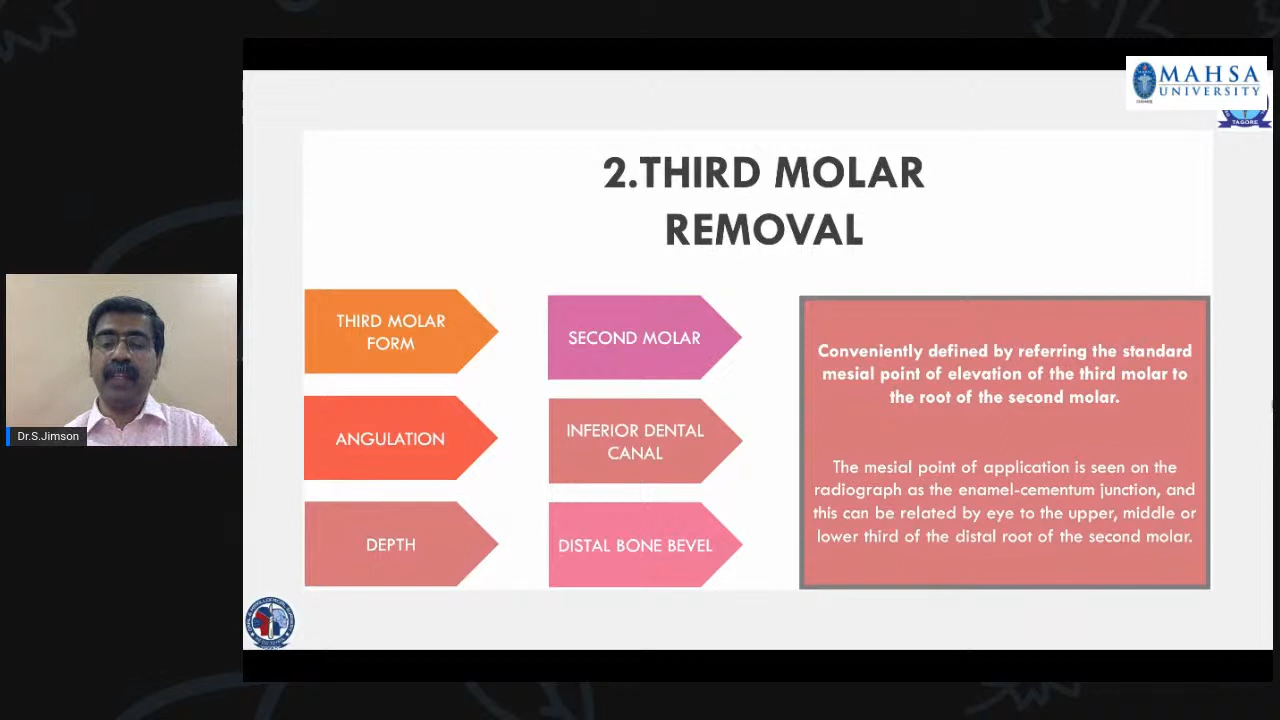 MAHSA
UNIVERSITY
TAGORE
2.THIRD MOLAR
REMOVAL
THIRD MOLAR
FORM
SECOND MOLAR
ANGULATION
INFERIOR DENTAL
CANAL
DEPTH
DISTAL BONE BEVEL
Conveniently defined by referring the standard
mesial point of elevation of the third molar to
the root of the second molar.
The mesial point of application is seen on the
radiograph as the enamel-cementum junction, and
this can be related by eye to the upper, middle or
lower third of the distal root of the second molar.
Dr.S.Jimson